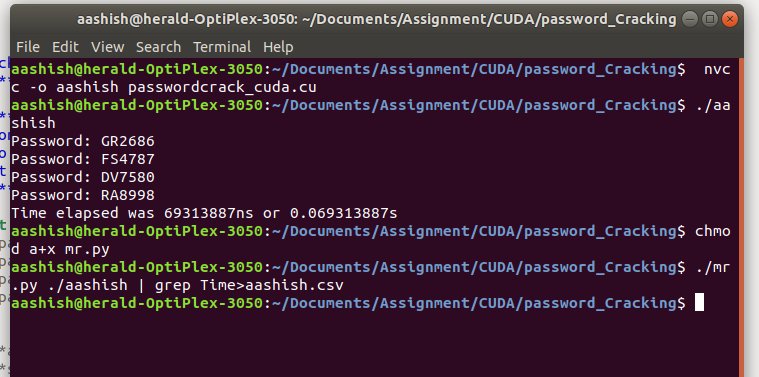 aashish@herald-OptiPlex-3050: ~/Documents/Assignment/CUDA/password_Cracking
File Edit View Search Terminal Help
aashish@herald-OptiPlex-3050:~/Documents/Assignment/CUDA/password_Cracking$  nvc
c -o aashish passwordcrack_cuda.cu
aashish@herald-OptiPlex-3050:~/Documents/Assignment/CUDA/password_Cracking$ ./aa
shish
Password: GR2686
Password: FS4787
Password: DV7580
Password: RA8998
Time elapsed was 69313887ns or 0.069313887s
aashish@herald-OptiPlex-3050:~/Documents/Assignment/CUDA/password_Cracking$ chmo
d a+x mr.py
aashish@herald-OptiPlex-3050:~/Documents/Assignment/CUDA/password_Cracking$ ./mr
.py ./aashish | grep Time>aashish.csv
aashish@herald-OptiPlex-3050:~/Documents/Assignment/CUDA/password_Cracking$